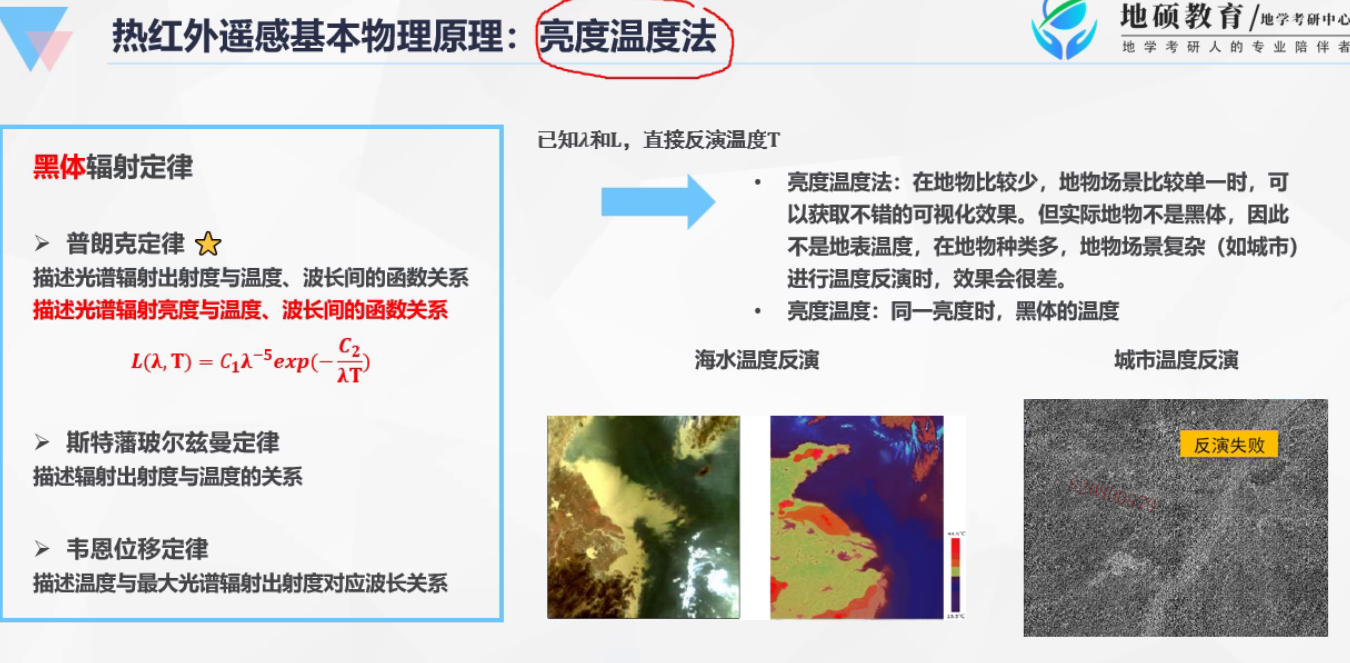 热红外遥感基本物理原理：亮度温度法
地硕教育/地学考研中心
地学考研人的专业陪伴者
黑体辐射定律
➢ 普朗克定律
描述光谱辐射出射度与温度、波长间的函数关系
描述光谱辐射亮度与温度、波长间的函数关系
L(λ, T) = C₁λ⁻⁵exp(−C₂/λT)
➢ 斯特藩玻尔兹曼定律
描述辐射出射度与温度的关系
➢ 韦恩位移定律
描述温度与最大光谱辐射出射度对应波长关系
已知λ和L，直接反演温度T
• 亮度温度法：在地物比较少，地物场景比较单一时，可
以获取不错的可视化效果。但实际地物不是黑体，因此
不是地表温度，在地物种类多，地物场景复杂（如城市）
进行温度反演时，效果会很差。
• 亮度温度：同一亮度时，黑体的温度
海水温度反演
城市温度反演
反演失败